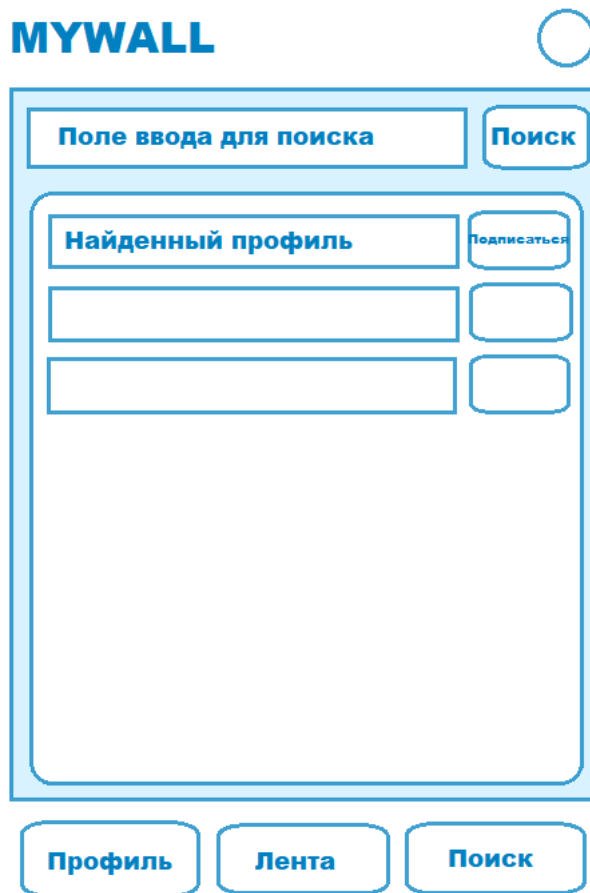 MYWALL
Поле ввода для поиска
Поиск
Найденный профиль
Подписаться
Профиль
Лента
Поиск